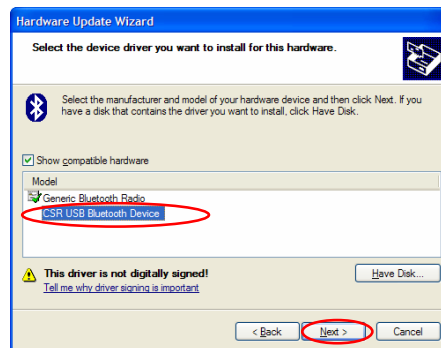 Hardware Update Wizard
Select the device driver you want to install for this hardware.
Select the manufacturer and model of your hardware device and then click Next. If you
have a disk that contains the driver you want to install, click Have Disk.
Show compatible hardware
Model
Generic Bluetooth Radio
CSR USB Bluetooth Device
This driver is not digitally signed!
Have Disk...
Tell me why driver signing is important
< Back
Next >
Cancel